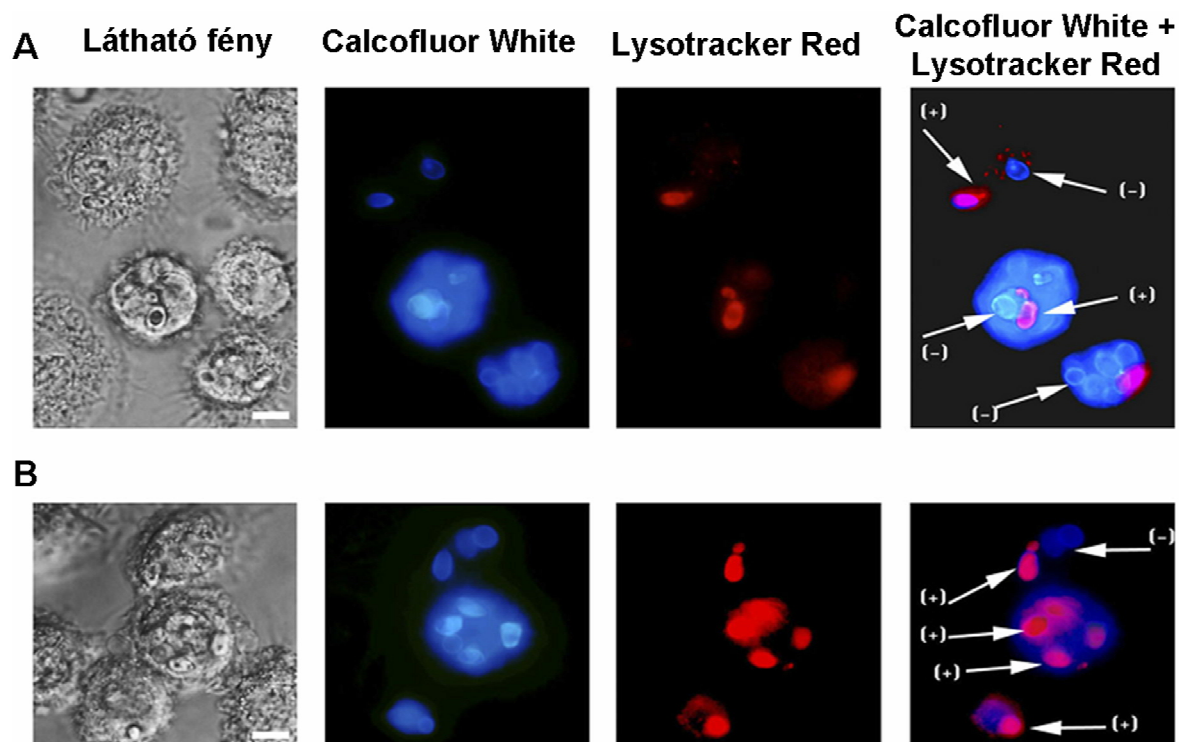 A
Látható fény
Calcofluor White
Lysotracker Red
Calcofluor White +
Lysotracker Red
(+)
(-)
(+)
(-)
(-)
B
(-)
(+)
(+)
(+)
(+)